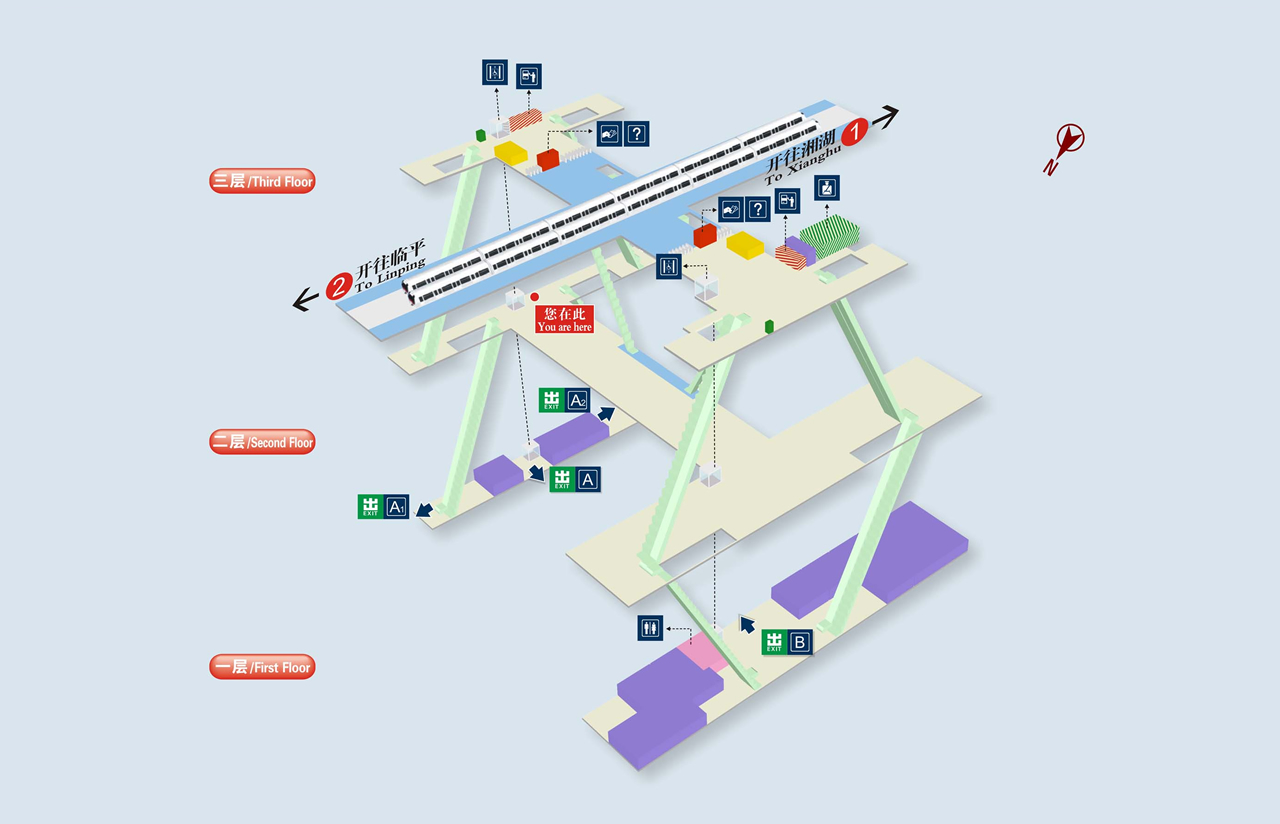 三层/Third Floor
?
1
开往湘湖
To Xianghu
?
N
2
开往临平
To Linping
您在此
You are here
二层/Second Floor
出 EXIT A2
出 EXIT A
出 EXIT A1
一层/First Floor
出 EXIT B